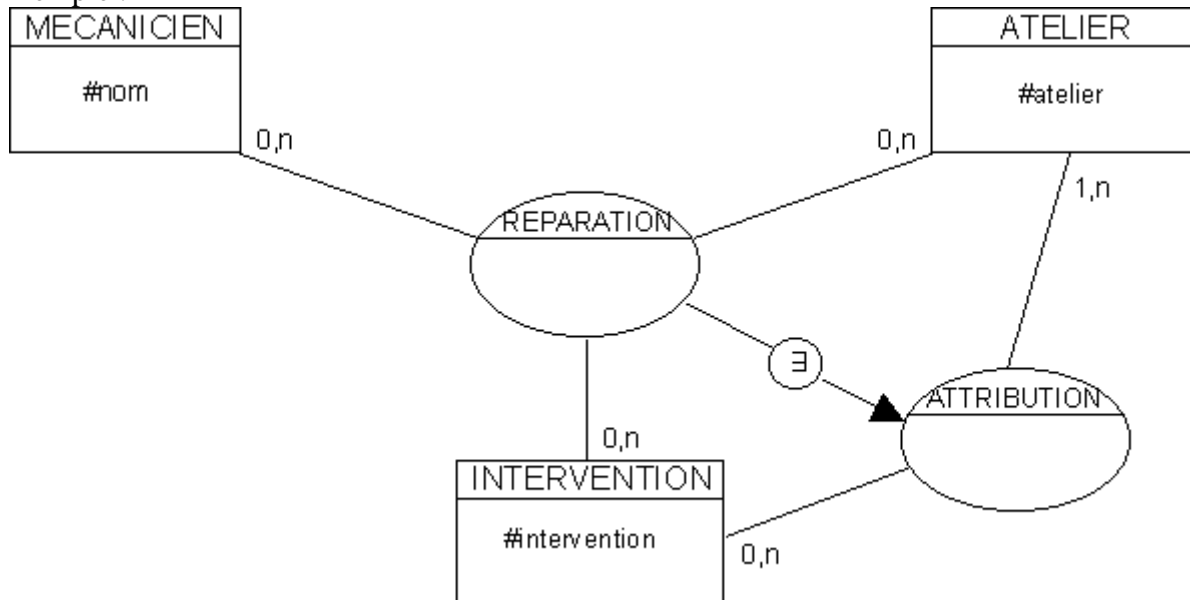 MECANICIEN
#nom
0,n
ATELIER
#atelier
0,n
1,n
REPARATION
∃
ATTRIBUTION
0,n
INTERVENTION
#intervention
0,n